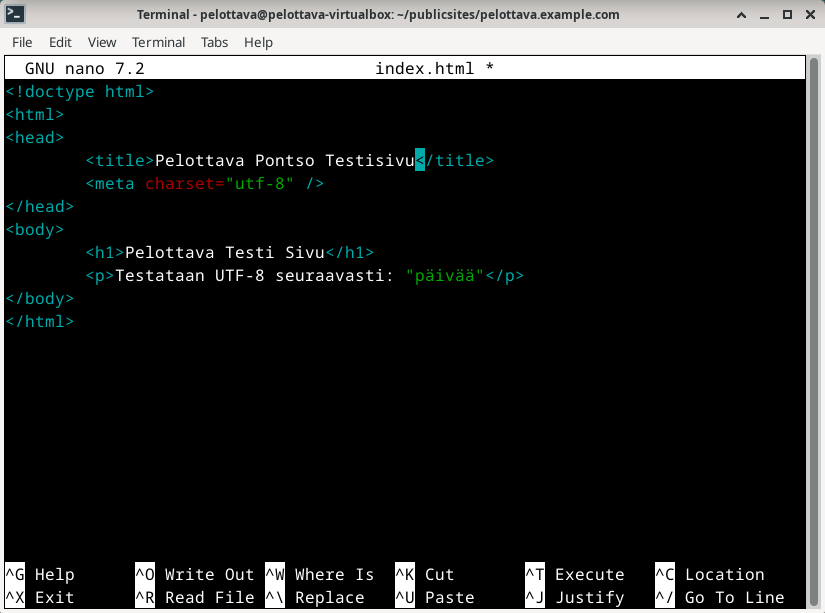 Terminal - pelottava@pelottava-virtualbox: ~/publicsites/pelottava.example.com
File Edit View Terminal Tabs Help
GNU nano 7.2 index.html *
<!doctype html>
<html>
<head>
        <title>Pelottava Pontso Testisivu</title>
        <meta charset="utf-8" />
</head>
<body>
        <h1>Pelottava Testi Sivu</h1>
        <p>Testataan UTF-8 seuraavasti: "päivää"</p>
</body>
</html>
^G Help ^O Write Out ^W Where Is ^K Cut ^T Execute ^C Location
^X Exit ^R Read File ^\ Replace ^U Paste ^J Justify ^/ Go To Line